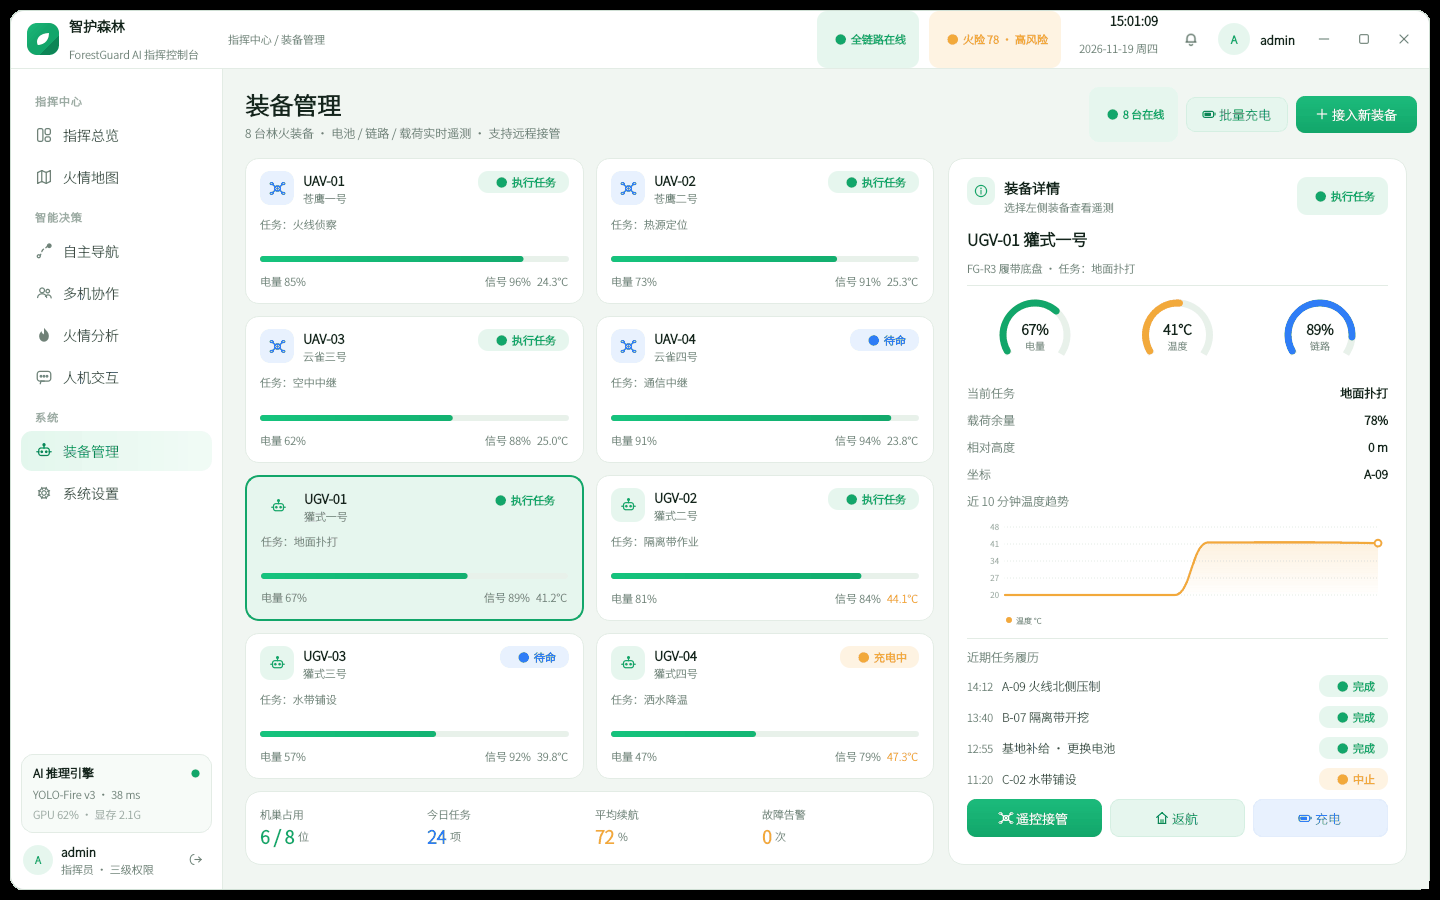 智护森林
ForestGuard AI 指挥控制台
指挥中心 / 装备管理
全链路在线
火险 78 · 高风险
15:01:09
2026-11-19 周四
A
admin
指挥中心
指挥总览
火情地图
智能决策
自主导航
多机协作
火情分析
人机交互
系统
装备管理
系统设置
AI 推理引擎
YOLO-Fire v3 · 38 ms
GPU 62% · 显存 2.1G
A
admin
指挥员 · 三级权限
装备管理
8 台林火装备 · 电池 / 链路 / 载荷实时遥测 · 支持远程接管
8 台在线
批量充电
接入新装备
UAV-01
苍鹰一号
执行任务
任务：火线侦察
电量 85%
信号 96% 24.3°C
UAV-02
苍鹰二号
执行任务
任务：热源定位
电量 73%
信号 91% 25.3°C
UAV-03
云雀三号
执行任务
任务：空中中继
电量 62%
信号 88% 25.0°C
UAV-04
云雀四号
待命
任务：通信中继
电量 91%
信号 94% 23.8°C
UGV-01
獾式一号
执行任务
任务：地面扑打
电量 67%
信号 89% 41.2°C
UGV-02
獾式二号
执行任务
任务：隔离带作业
电量 81%
信号 84% 44.1°C
UGV-03
獾式三号
待命
任务：水带铺设
电量 57%
信号 92% 39.8°C
UGV-04
獾式四号
充电中
任务：洒水降温
电量 47%
信号 79% 47.3°C
机巢占用
6 / 8 位
今日任务
24 项
平均续航
72 %
故障告警
0 次
装备详情
选择左侧装备查看遥测
执行任务
UGV-01 獾式一号
FG-R3 履带底盘 · 任务：地面扑打
67%
电量
41°C
温度
89%
链路
当前任务
地面扑打
载荷余量
78%
相对高度
0 m
坐标
A-09
近 10 分钟温度趋势
48
41
34
27
20
温度 °C
近期任务履历
14:12 A-09 火线北侧压制
完成
13:40 B-07 隔离带开挖
完成
12:55 基地补给 · 更换电池
完成
11:20 C-02 水带铺设
中止
遥控接管
返航
充电